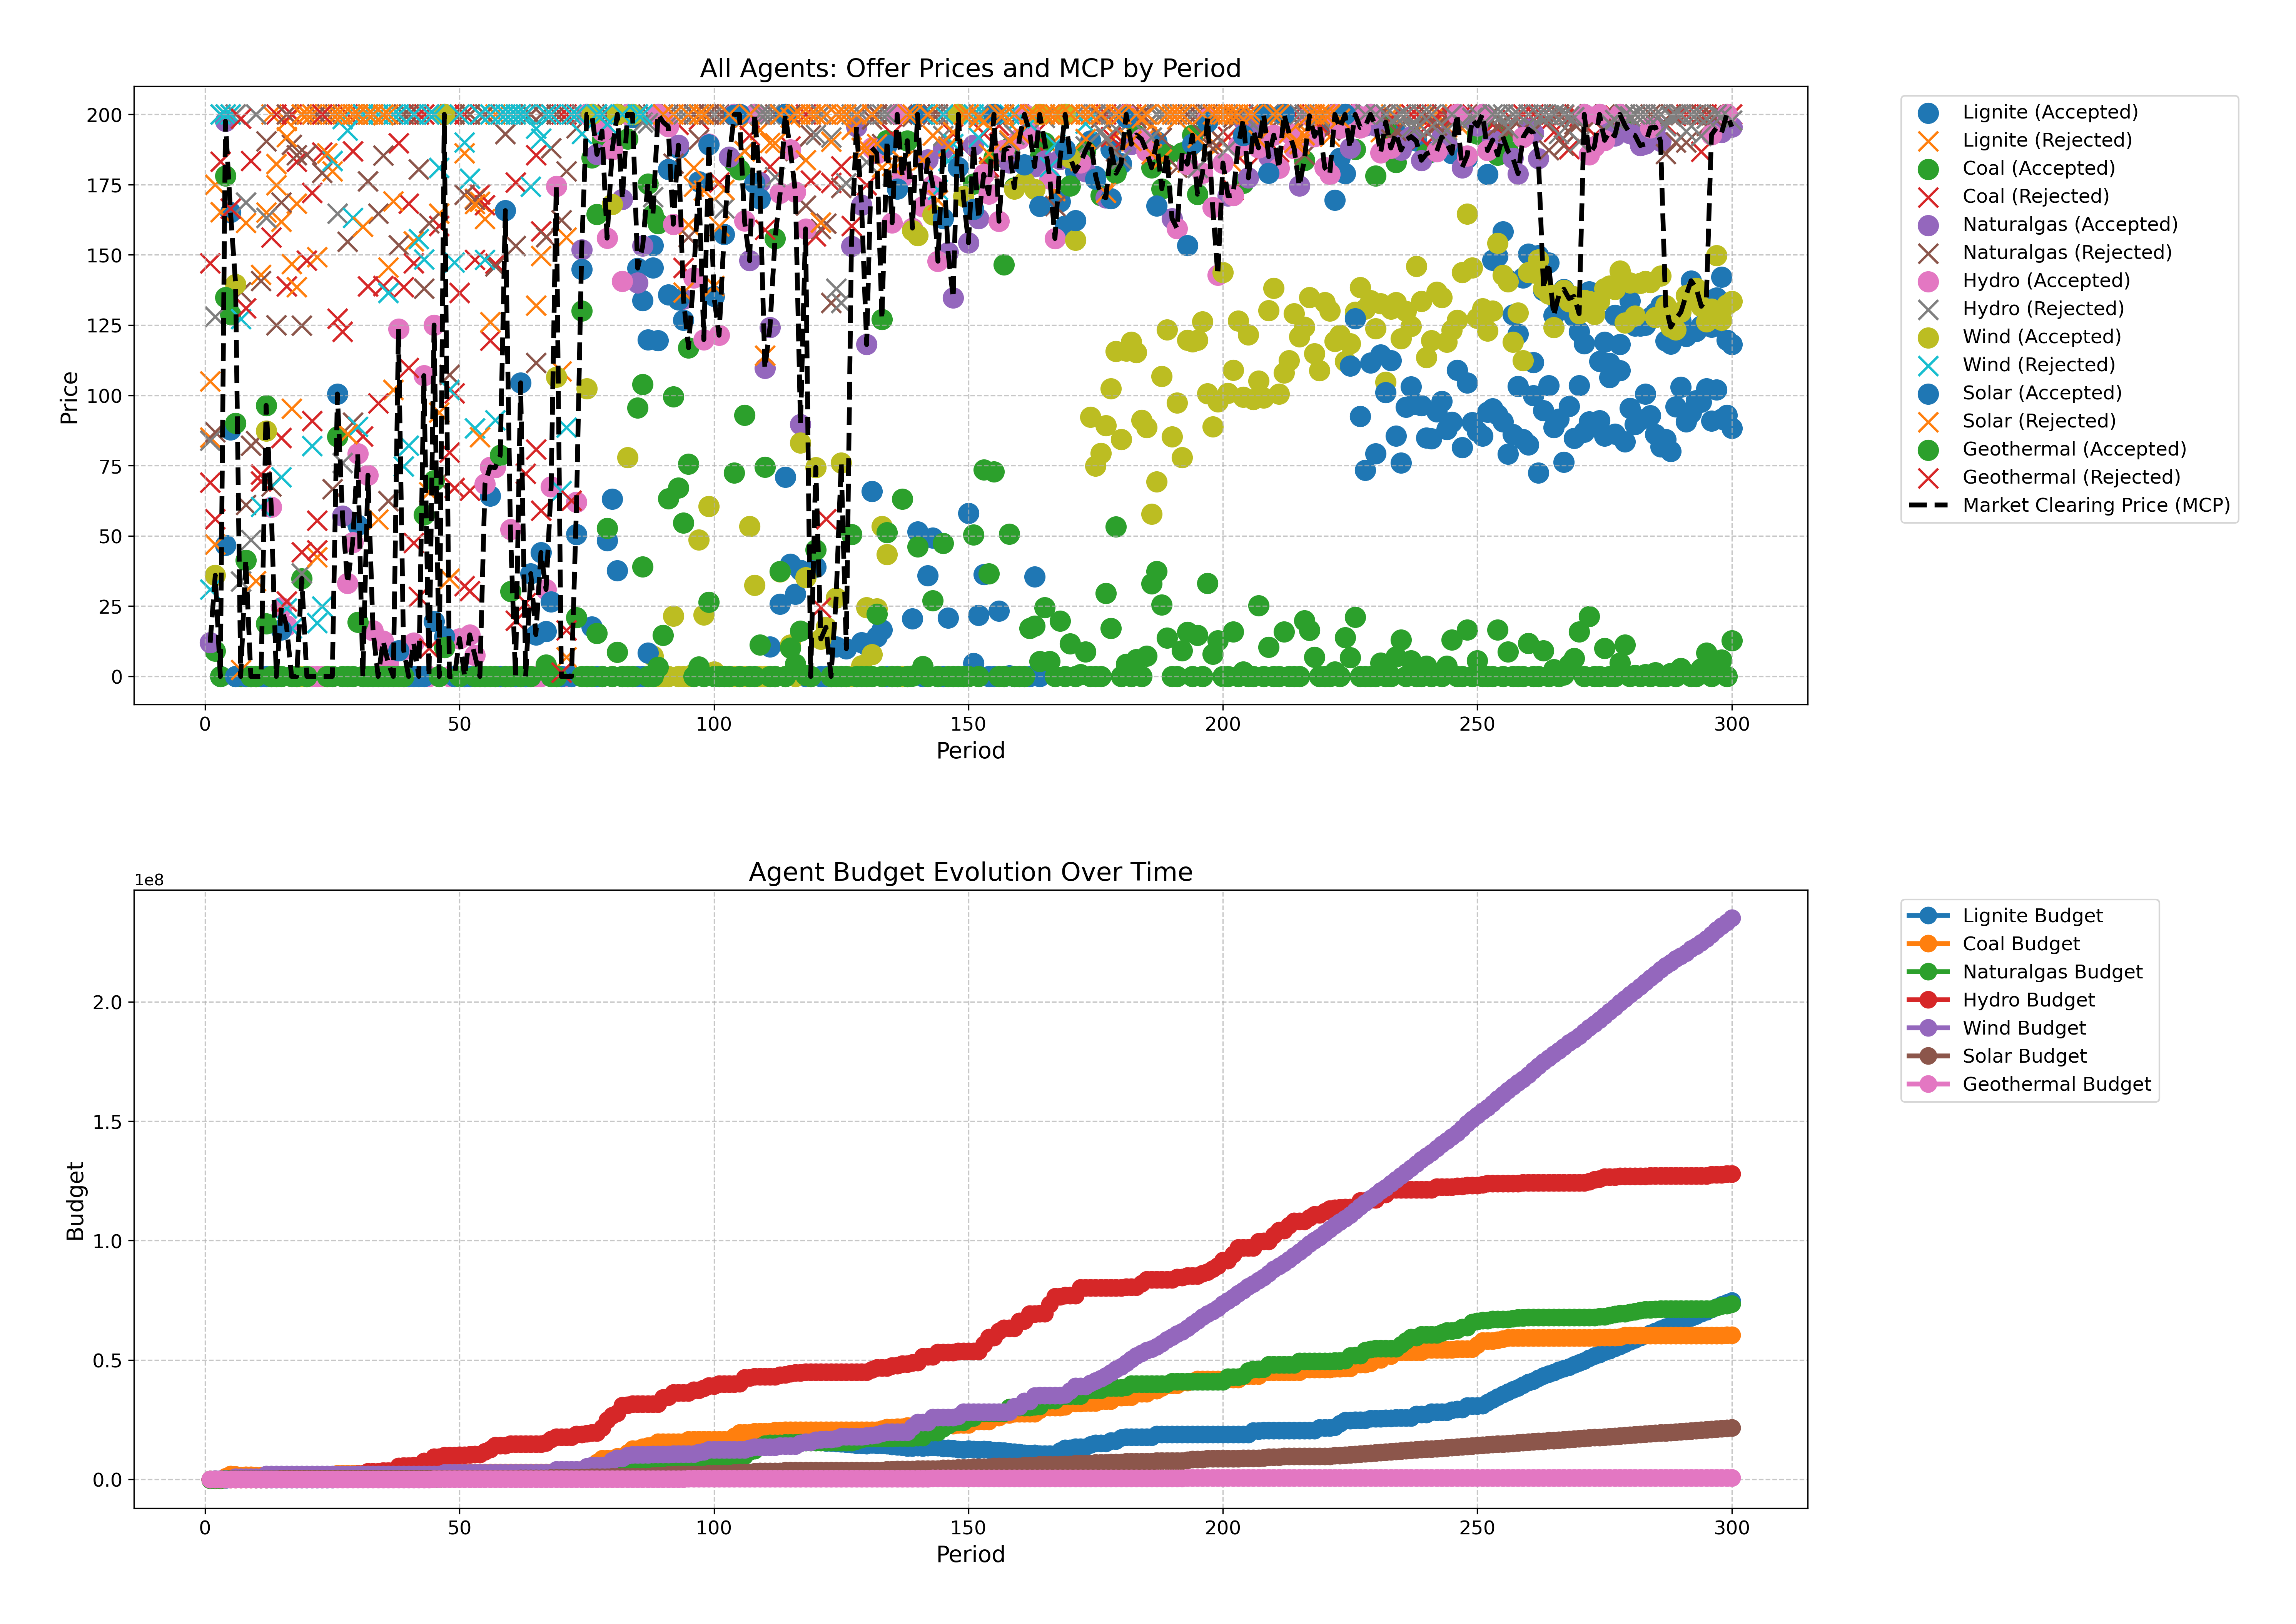 All Agents: Offer Prices and MCP by Period
200
175
150
125
100
75
50
25
0
Price
0 50 100 150 200 250 300
Period
Lignite (Accepted)
Lignite (Rejected)
Coal (Accepted)
Coal (Rejected)
Naturalgas (Accepted)
Naturalgas (Rejected)
Hydro (Accepted)
Hydro (Rejected)
Wind (Accepted)
Wind (Rejected)
Solar (Accepted)
Solar (Rejected)
Geothermal (Accepted)
Geothermal (Rejected)
Market Clearing Price (MCP)
Agent Budget Evolution Over Time
1e8
2.0
1.5
1.0
0.5
0.0
Budget
0 50 100 150 200 250 300
Period
Lignite Budget
Coal Budget
Naturalgas Budget
Hydro Budget
Wind Budget
Solar Budget
Geothermal Budget